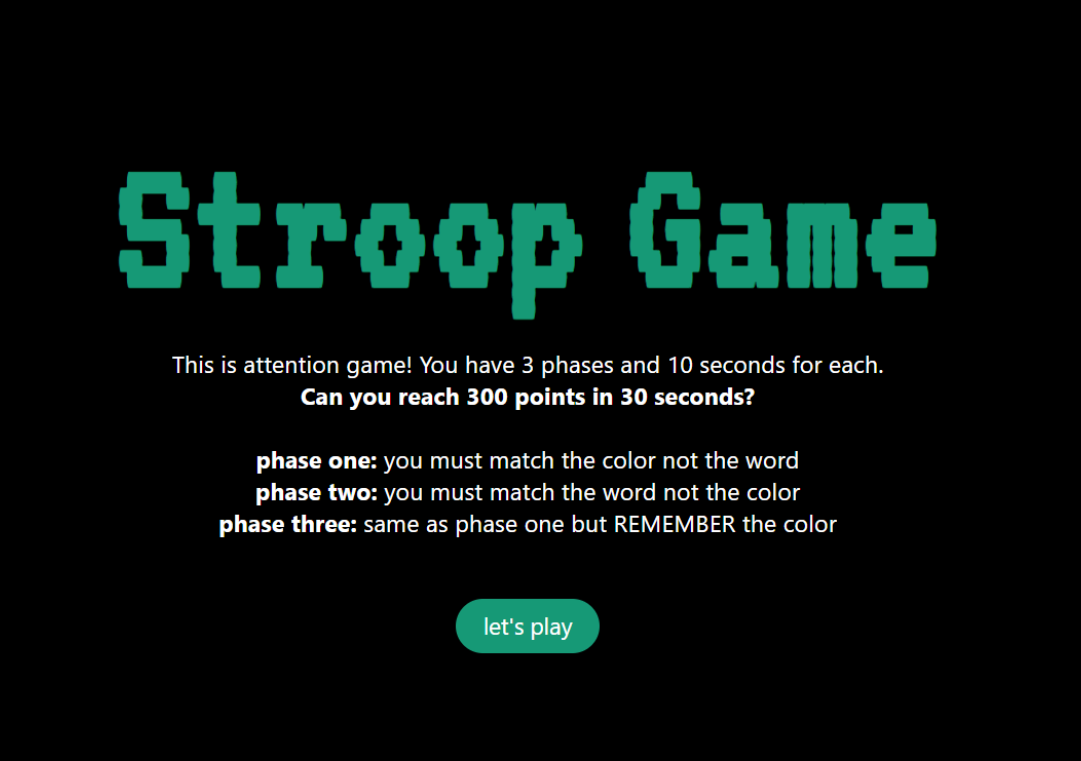 Stroop Game
This is attention game! You have 3 phases and 10 seconds for each.
Can you reach 300 points in 30 seconds?
phase one: you must match the color not the word
phase two: you must match the word not the color
phase three: same as phase one but REMEMBER the color
let's play